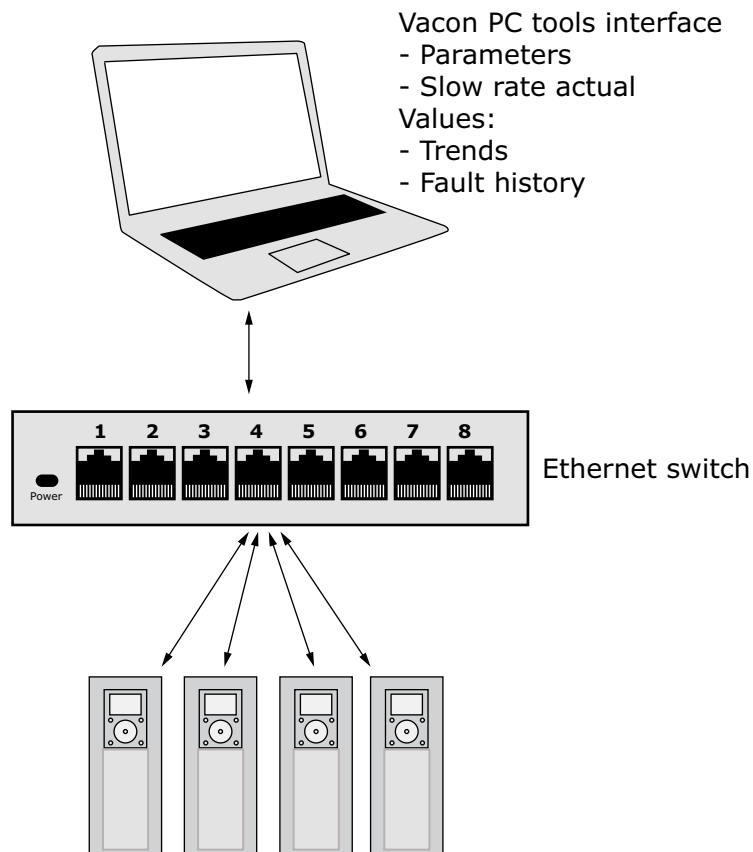 Vacon PC tools interface
- Parameters
- Slow rate actual
Values:
- Trends
- Fault history
1 2 3 4 5 6 7 8
Power
Ethernet switch